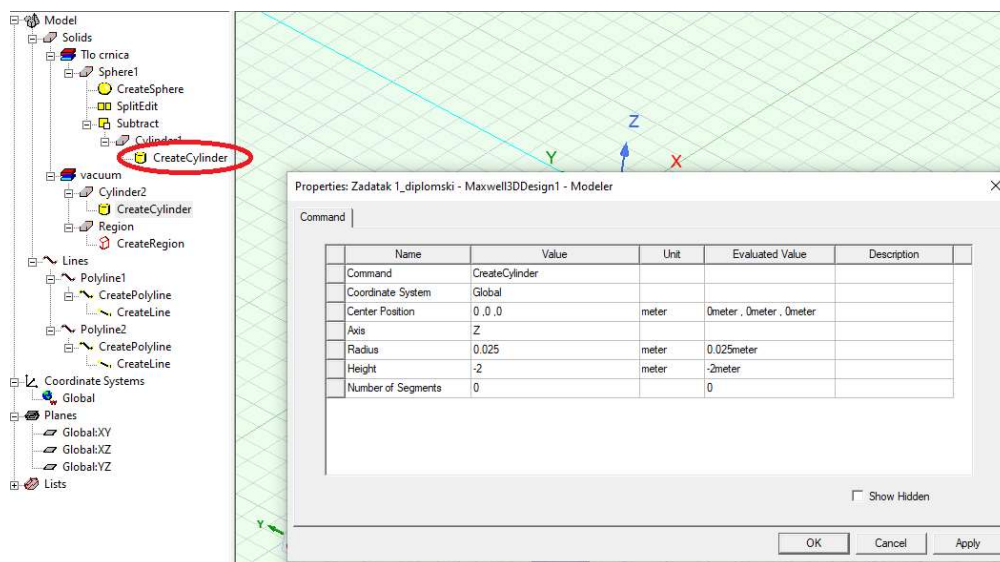 Model
Solids
Tlo crnica
Sphere1
CreateSphere
SplitEdit
Subtract
Cylinder1
CreateCylinder
vacuum
Cylinder2
CreateCylinder
Region
CreateRegion
Lines
Polyline1
CreatePolyline
CreateLine
Polyline2
CreatePolyline
CreateLine
Coordinate Systems
Global
Planes
Global:XY
Global:XZ
Global:YZ
Lists
Z
Y
X
Properties: Zadatak 1_diplomski - Maxwell3DDesign1 - Modeler
Command
Name Value Unit Evaluated Value Description
Command CreateCylinder
Coordinate System Global
Center Position 0 ,0 ,0 meter 0meter , 0meter , 0meter
Axis Z
Radius 0.025 meter 0.025meter
Height -2 meter -2meter
Number of Segments 0 0
Show Hidden
Y
OK Cancel Apply